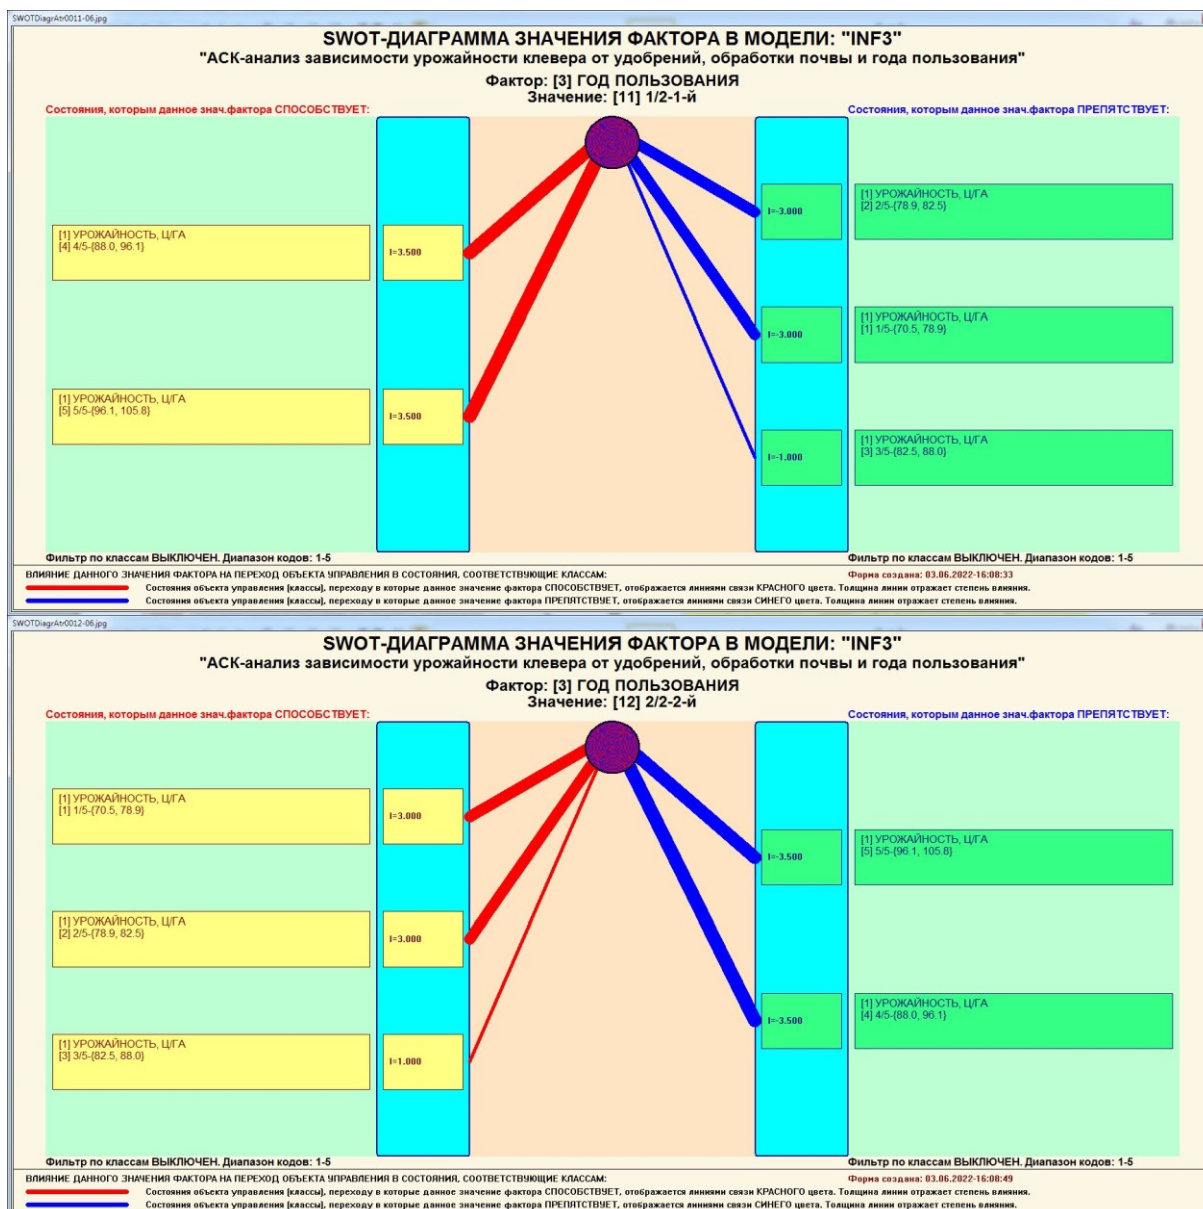 SWOTDiagrAtr0011-06.jpg
SWOT-ДИАГРАММА ЗНАЧЕНИЯ ФАКТОРА В МОДЕЛИ: "INF3"
"АСК-анализ зависимости урожайности клевера от удобрений, обработки почвы и года пользования"
Фактор: [3] ГОД ПОЛЬЗОВАНИЯ
Значение: [11] 1/2-1-й
Состояния, которым данное знач.фактора СПОСОБСТВУЕТ:
Состояния, которым данное знач.фактора ПРЕПЯТСТВУЕТ:
[1] УРОЖАЙНОСТЬ, Ц/ГА
[4] 4/5-{88.0, 96.1}
I=3.500
[1] УРОЖАЙНОСТЬ, Ц/ГА
[5] 5/5-{96.1, 105.8}
I=3.500
I=-3.000
[1] УРОЖАЙНОСТЬ, Ц/ГА
[2] 2/5-{78.9, 82.5}
I=-3.000
[1] УРОЖАЙНОСТЬ, Ц/ГА
[1] 1/5-{70.5, 78.9}
I=-1.000
[1] УРОЖАЙНОСТЬ, Ц/ГА
[3] 3/5-{82.5, 88.0}
Фильтр по классам ВЫКЛЮЧЕН. Диапазон кодов: 1-5
Фильтр по классам ВЫКЛЮЧЕН. Диапазон кодов: 1-5
ВЛИЯНИЕ ДАННОГО ЗНАЧЕНИЯ ФАКТОРА НА ПЕРЕХОД ОБЪЕКТА УПРАВЛЕНИЯ В СОСТОЯНИЯ, СООТВЕТСТВУЮЩИЕ КЛАССАМ:
Форма создана: 03.06.2022-16:08:33
Состояния объекта управления [классы], переходу в которые данное значение фактора СПОСОБСТВУЕТ, отображается линиями связи КРАСНОГО цвета. Толщина линии отражает степень влияния.
Состояния объекта управления [классы], переходу в которые данное значение фактора ПРЕПЯТСТВУЕТ, отображается линиями связи СИНЕГО цвета. Толщина линии отражает степень влияния.
SWOTDiagrAtr0012-06.jpg
SWOT-ДИАГРАММА ЗНАЧЕНИЯ ФАКТОРА В МОДЕЛИ: "INF3"
"АСК-анализ зависимости урожайности клевера от удобрений, обработки почвы и года пользования"
Фактор: [3] ГОД ПОЛЬЗОВАНИЯ
Значение: [12] 2/2-2-й
Состояния, которым данное знач.фактора СПОСОБСТВУЕТ:
Состояния, которым данное знач.фактора ПРЕПЯТСТВУЕТ:
[1] УРОЖАЙНОСТЬ, Ц/ГА
[1] 1/5-{70.5, 78.9}
I=3.000
[1] УРОЖАЙНОСТЬ, Ц/ГА
[2] 2/5-{78.9, 82.5}
I=3.000
[1] УРОЖАЙНОСТЬ, Ц/ГА
[3] 3/5-{82.5, 88.0}
I=1.000
I=-3.500
[1] УРОЖАЙНОСТЬ, Ц/ГА
[5] 5/5-{96.1, 105.8}
I=-3.500
[1] УРОЖАЙНОСТЬ, Ц/ГА
[4] 4/5-{88.0, 96.1}
Фильтр по классам ВЫКЛЮЧЕН. Диапазон кодов: 1-5
Фильтр по классам ВЫКЛЮЧЕН. Диапазон кодов: 1-5
ВЛИЯНИЕ ДАННОГО ЗНАЧЕНИЯ ФАКТОРА НА ПЕРЕХОД ОБЪЕКТА УПРАВЛЕНИЯ В СОСТОЯНИЯ, СООТВЕТСТВУЮЩИЕ КЛАССАМ:
Форма создана: 03.06.2022-16:08:49
Состояния объекта управления [классы], переходу в которые данное значение фактора СПОСОБСТВУЕТ, отображается линиями связи КРАСНОГО цвета. Толщина линии отражает степень влияния.
Состояния объекта управления [классы], переходу в которые данное значение фактора ПРЕПЯТСТВУЕТ, отображается линиями связи СИНЕГО цвета. Толщина линии отражает степень влияния.